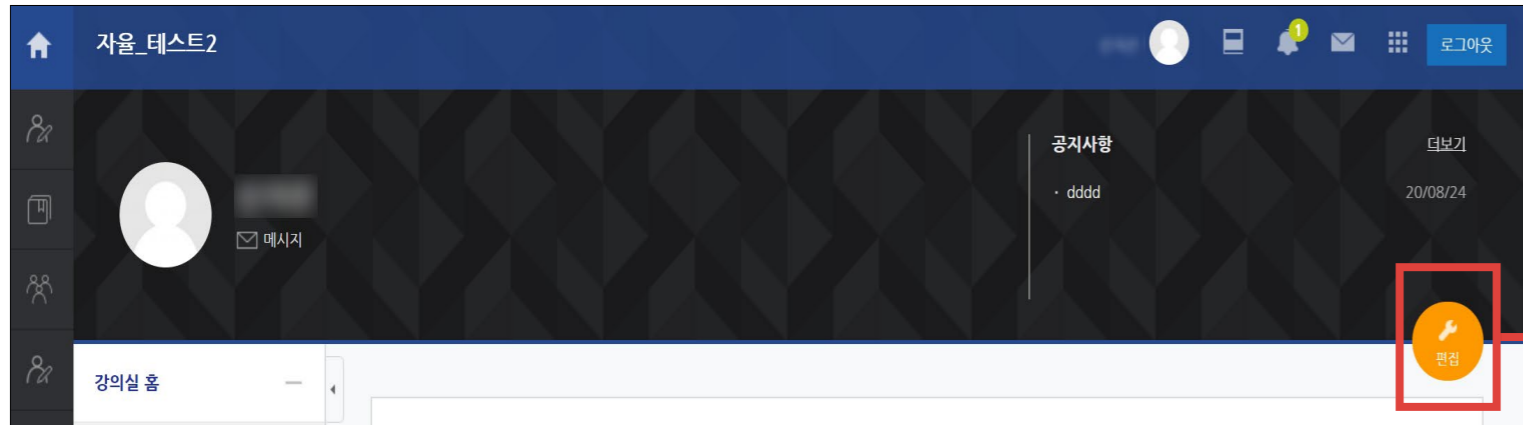 자율_테스트2
1
로그아웃
공지사항
더보기
· dddd
20/08/24
메시지
편집
강의실 홈